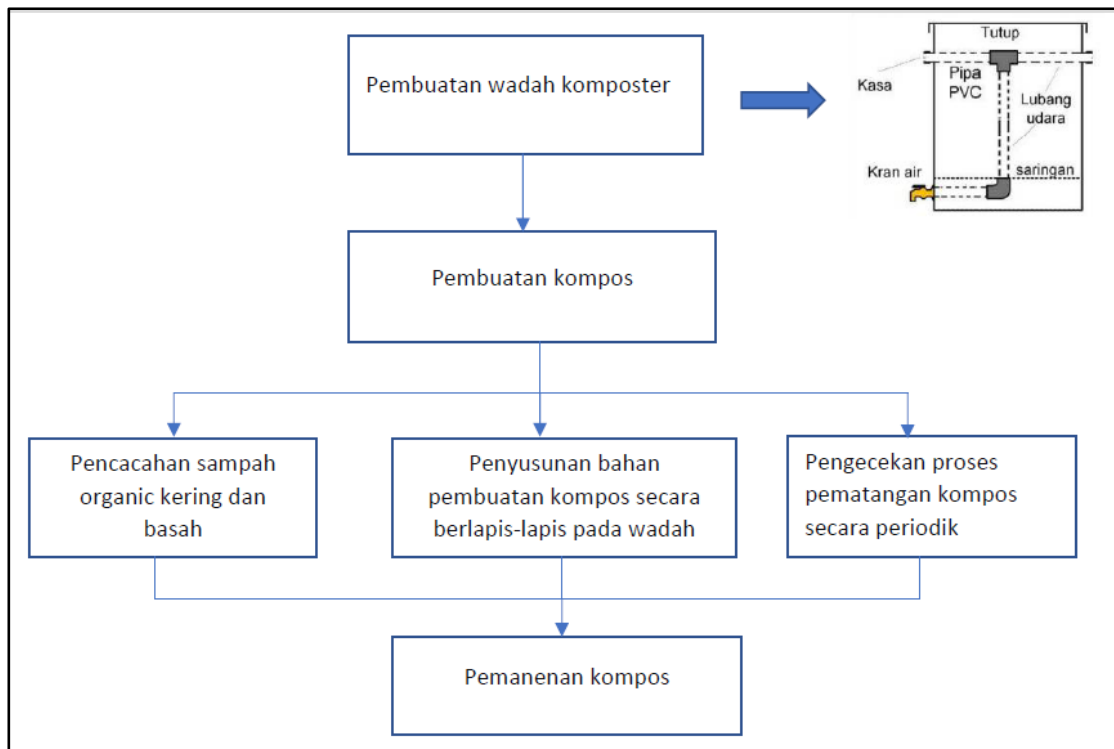 Pembuatan wadah komposter
Tutup
Kasa
Pipa
PVC
Lubang
udara
Kran air
saringan
Pembuatan kompos
Pencacahan sampah
organic kering dan
basah
Penyusunan bahan
pembuatan kompos secara
berlapis-lapis pada wadah
Pengecekan proses
pematangan kompos
secara periodik
Pemanenan kompos